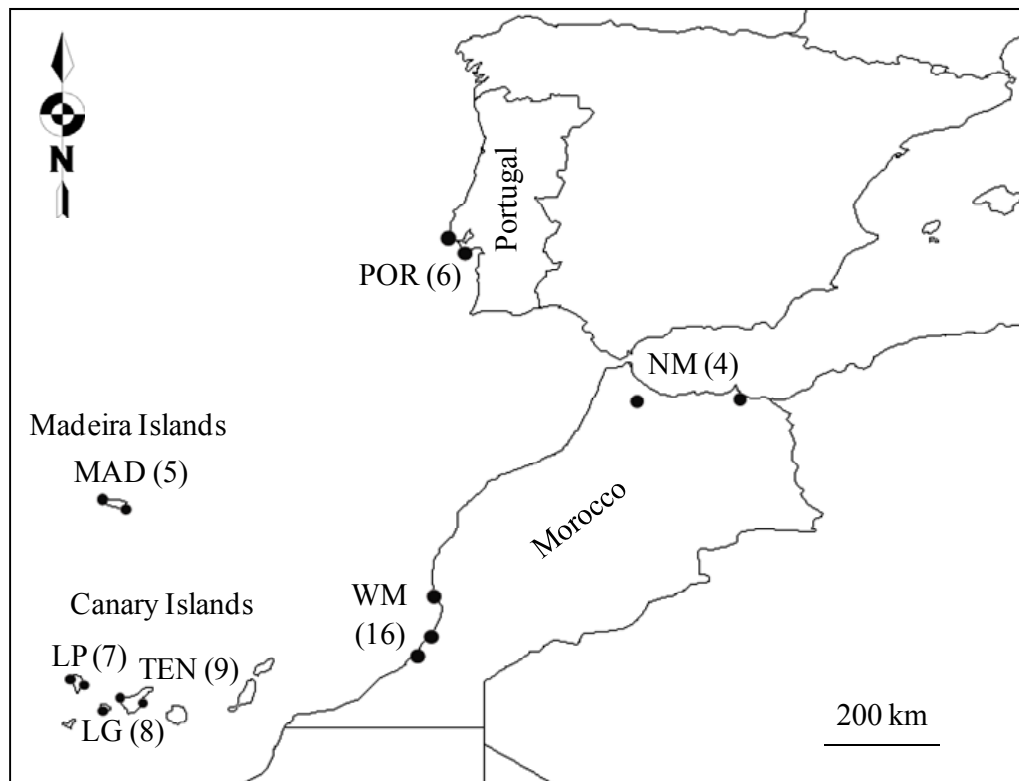 N
Portugal
POR (6)
NM (4)
Madeira Islands
MAD (5)
Morocco
Canary Islands
WM
(16)
LP (7)
TEN (9)
LG (8)
200 km